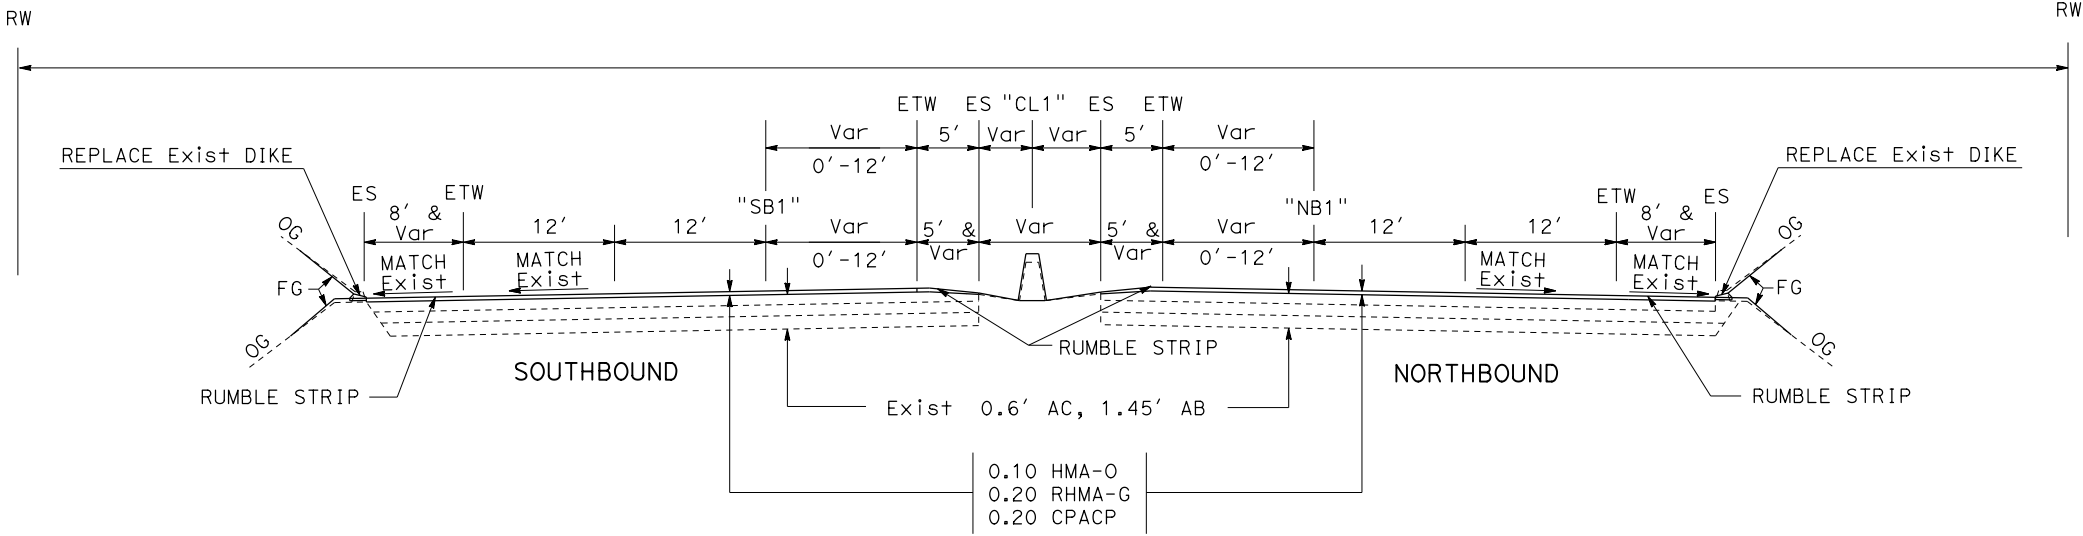 RW
RW
ETW ES "CL1" ES ETW
Var 5' Var Var 5' Var
0'-12' 0'-12'
REPLACE Exist DIKE
REPLACE Exist DIKE
ES ETW
ETW ES
"SB1"
"NB1"
8' &
Var
12'
12'
Var
0'-12'
5' &
Var
Var
5' &
Var
Var
0'-12'
12'
12'
8' &
Var
OG
OG
MATCH
Exist
MATCH
Exist
MATCH
Exist
MATCH
Exist
FG
FG
OG
OG
RUMBLE STRIP
SOUTHBOUND
NORTHBOUND
RUMBLE STRIP
RUMBLE STRIP
Exist 0.6' AC, 1.45' AB
0.10 HMA-O
0.20 RHMA-G
0.20 CPACP